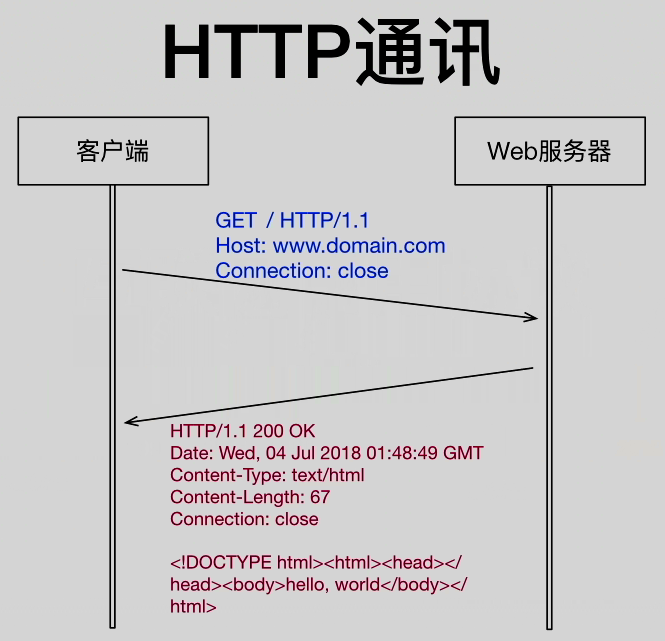 HTTP通讯
客户端
Web服务器
GET / HTTP/1.1
Host: www.domain.com
Connection: close
HTTP/1.1 200 OK
Date: Wed, 04 Jul 2018 01:48:49 GMT
Content-Type: text/html
Content-Length: 67
Connection: close
<!DOCTYPE html><html><head></
head><body>hello, world</body></
html>